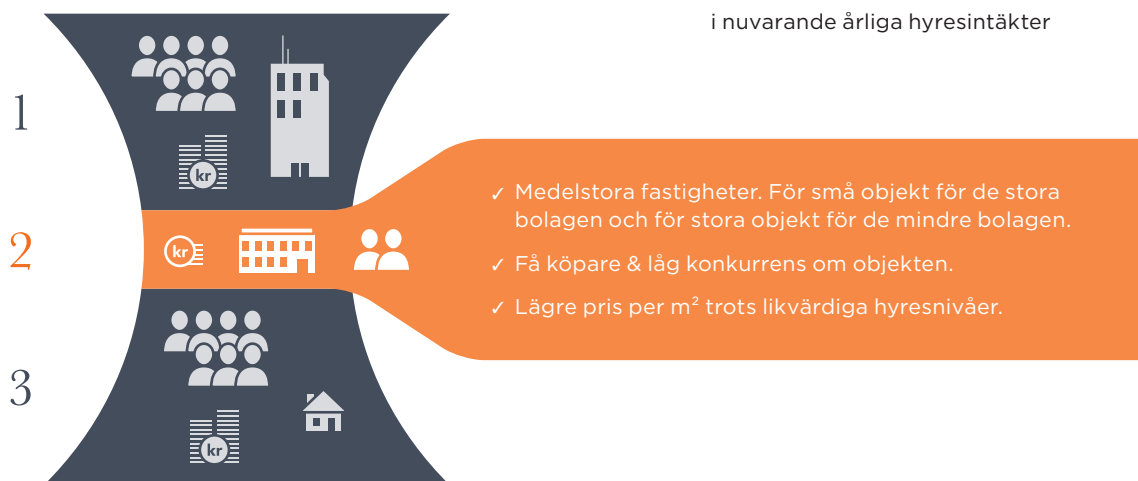 i nuvarande årliga hyresintäkter
1
kr
✓ Medelstora fastigheter. För små objekt för de stora
bolagen och för stora objekt för de mindre bolagen.
2
kr
✓ Få köpare & låg konkurrens om objekten.
✓ Lägre pris per m² trots likvärdiga hyresnivåer.
3
kr